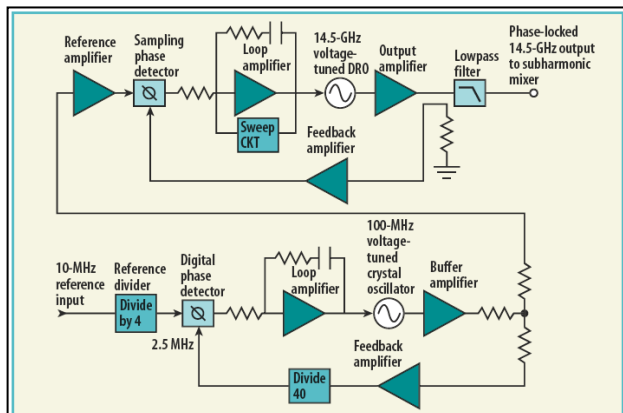 Reference
amplifier
Sampling
phase
detector
Loop
amplifier
14.5-GHz
voltage-
tuned DRO
Output
amplifier
Lowpass
filter
Phase-locked
14.5-GHz output
to subharmonic
mixer
Sweep
CKT
Feedback
amplifier
10-MHz
reference
input
Reference
divider
Divide
by 4
Digital
phase
detector
2.5 MHz
Loop
amplifier
100-MHz
voltage-
tuned
crystal
oscillator
Buffer
amplifier
Divide
40
Feedback
amplifier